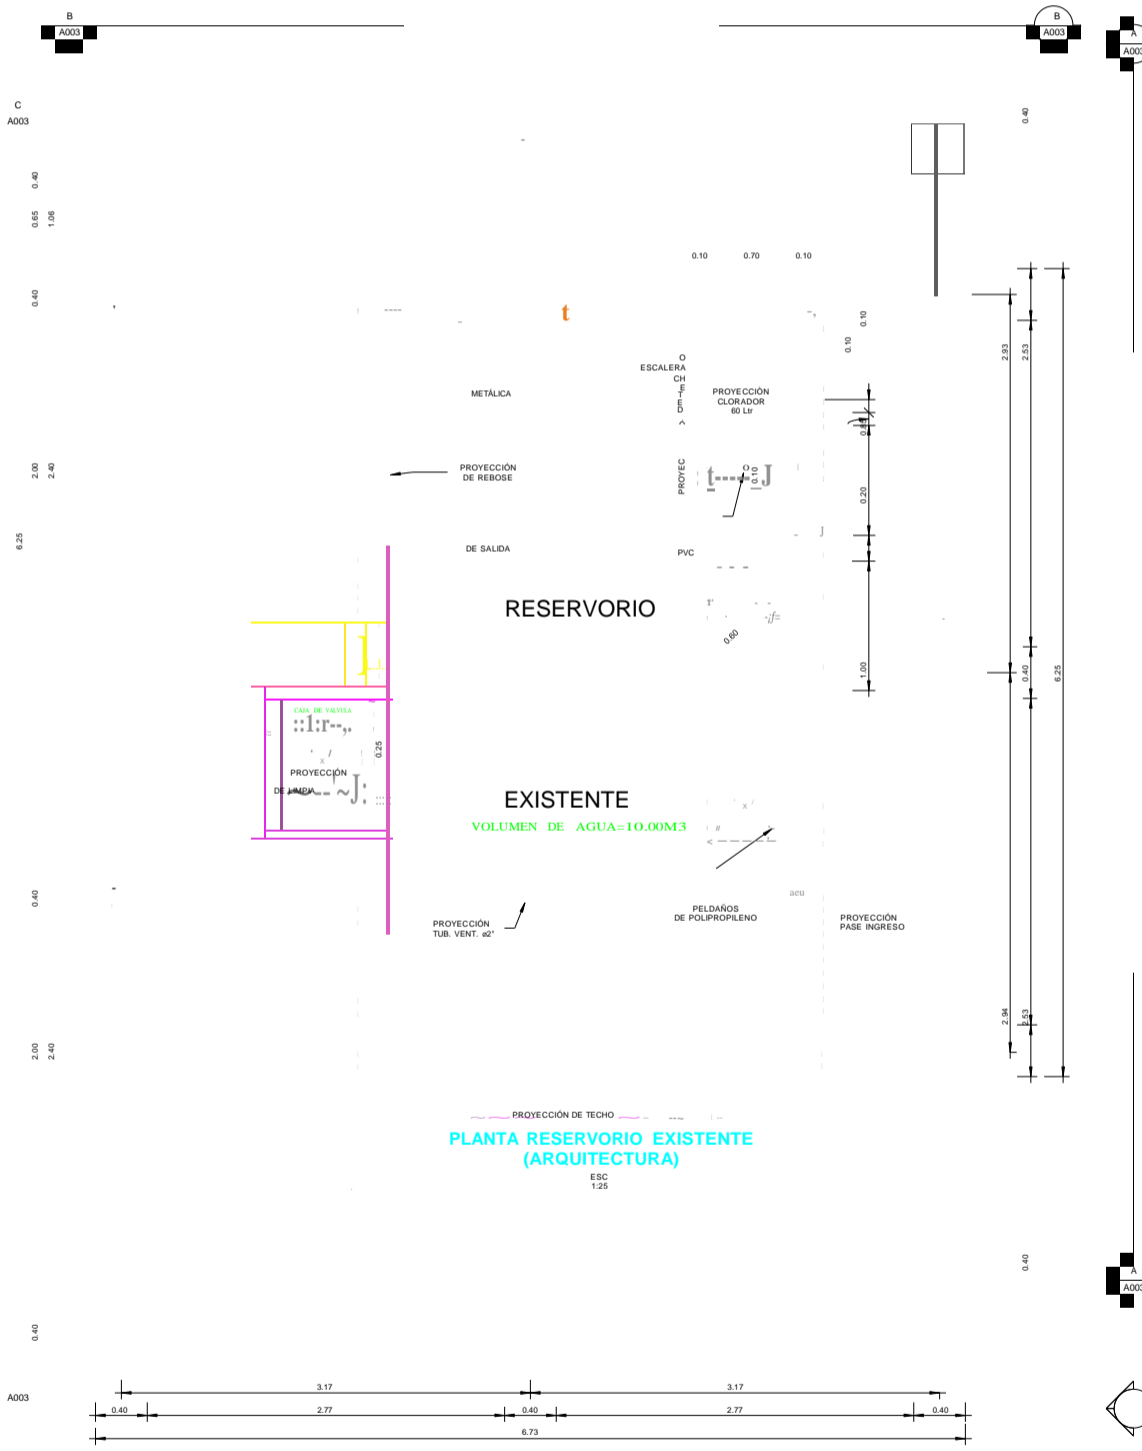 B
A003
B
A003
A
A003
C
A003
0.40
0.40
0.65
1.06
0.10
0.70
0.10
0.40
0.10
0.10
2.93
2.53
ESCALERA
METÁLICA
PROYECCIÓN
CLORADOR
60 Ltr
PROYECCIÓN
DE REBOSE
PROYEC
0.10
0.20
2.00
2.40
6.25
DE SALIDA
PVC
RESERVORIO
0.60
1.00
0.40
6.25
CAJA DE VALVULA
0.25
PROYECCIÓN
DE LIMPIA
EXISTENTE
VOLUMEN DE AGUA=10.00M3
0.40
PELDAÑOS
DE POLIPROPILENO
PROYECCIÓN
PASE INGRESO
PROYECCIÓN
TUB. VENT. ø2"
2.94
2.53
2.00
2.40
PROYECCIÓN DE TECHO
PLANTA RESERVORIO EXISTENTE
(ARQUITECTURA)
ESC
1:25
0.40
A
A003
0.40
A003
3.17
3.17
0.40
2.77
0.40
2.77
0.40
6.73